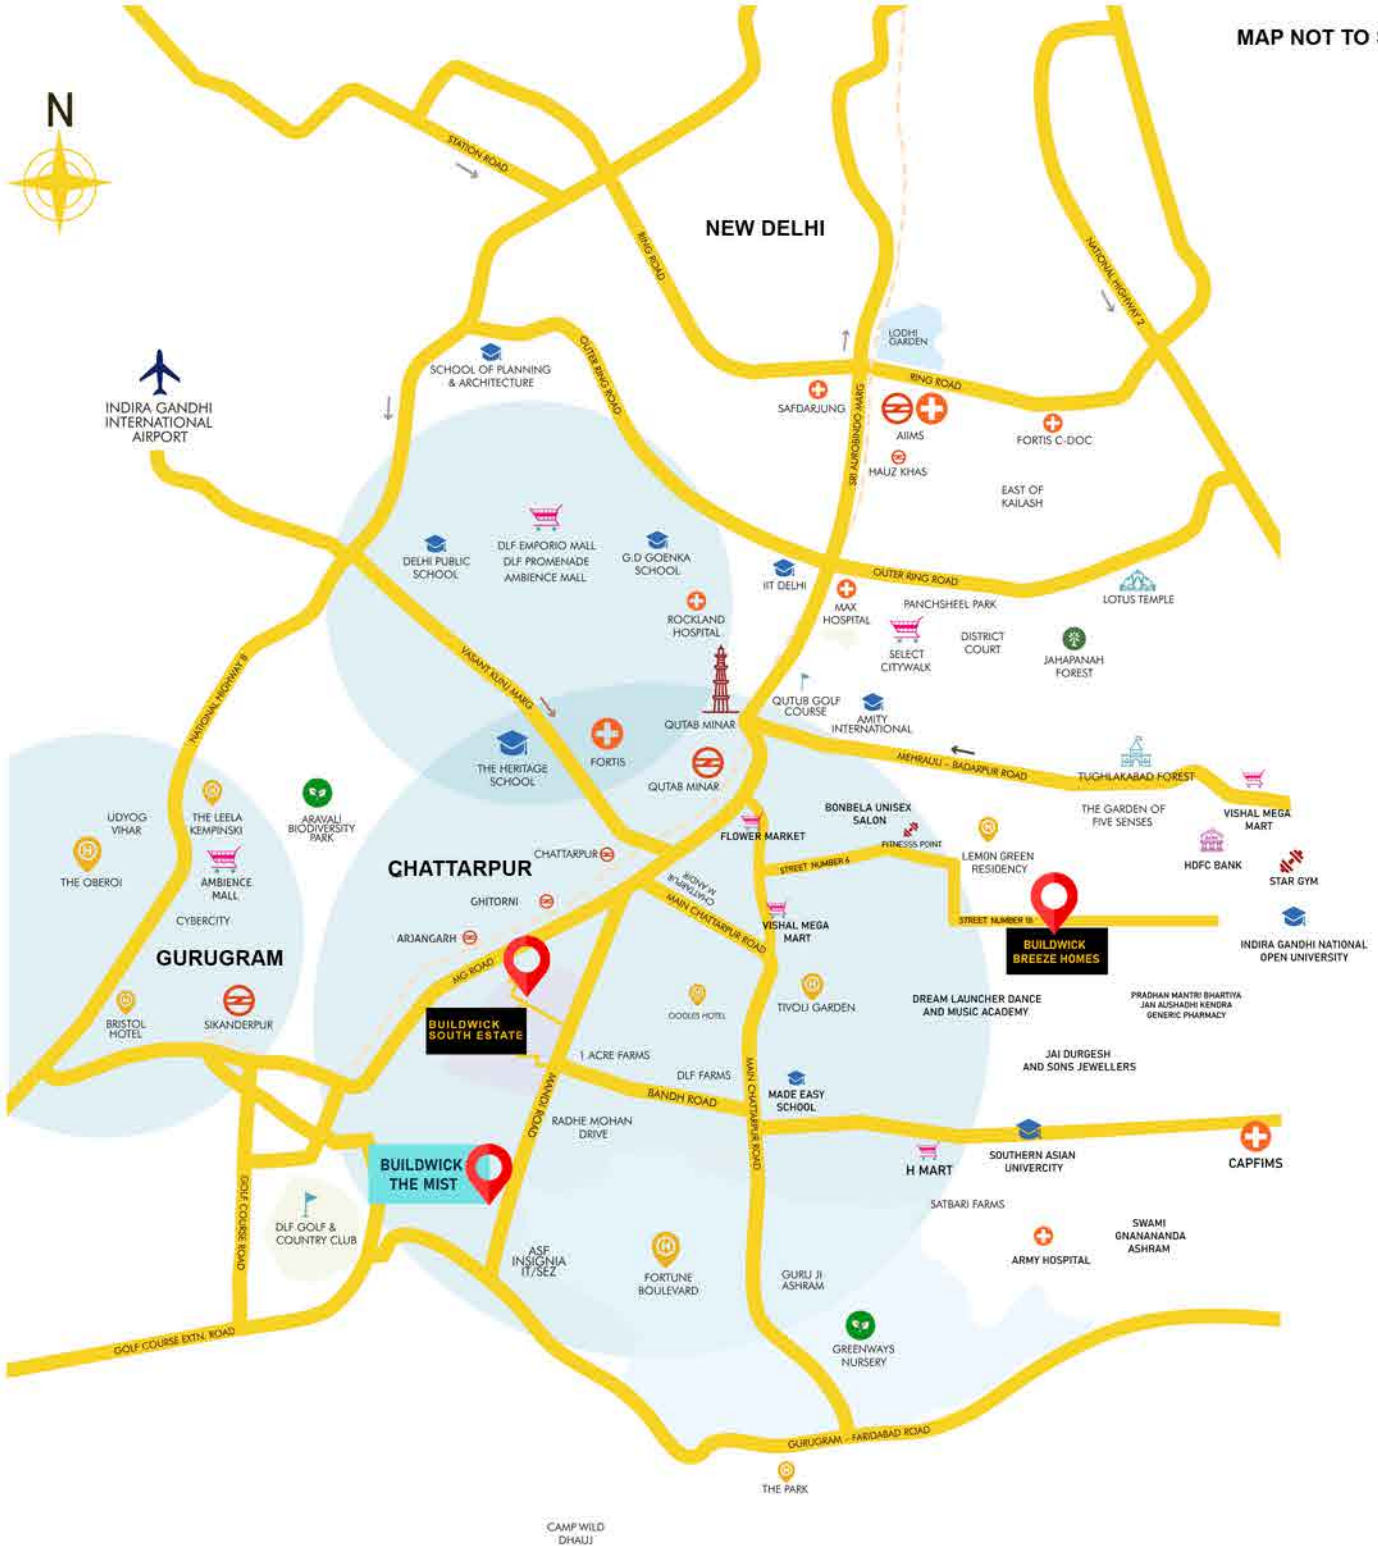 MAP NOT TO
N
STATION ROAD
NEW DELHI
RING ROAD
NATIONAL HIGHWAY 2
LODHI
GARDEN
SCHOOL OF PLANNING
& ARCHITECTURE
OUTER RING ROAD
RING ROAD
SAFDARJUNG
AIIMS
FORTIS C-DOC
SRI AUROBINDO MARG
HAUZ KHAS
INDIRA GANDHI
INTERNATIONAL
AIRPORT
EAST OF
KAILASH
DELHI PUBLIC
SCHOOL
DLF EMPORIO MALL
DLF PROMENADE
AMBIENCE MALL
G.D GOENKA
SCHOOL
IIT DELHI
OUTER RING ROAD
LOTUS TEMPLE
MAX
HOSPITAL
PANCHSHEEL PARK
ROCKLAND
HOSPITAL
SELECT
CITYWALK
DISTRICT
COURT
JAHAPANAH
FOREST
VASANT KUNJ MARG
NATIONAL HIGHWAY 8
QUTAB MINAR
QUTUB GOLF
COURSE
AMITY
INTERNATIONAL
THE HERITAGE
SCHOOL
FORTIS
QUTAB MINAR
MEHRAULI - BADARPUR ROAD
TUGHLAKABAD FOREST
UDYOG
VIHAR
THE LEELA
KEMPINSKI
ARAVALI
BIODIVERSITY
PARK
BONBELA UNISEX
SALON
THE GARDEN OF
FIVE SENSES
VISHAL MEGA
MART
FLOWER MARKET
FITNESSS POINT
CHATTARPUR
CHATTARPUR
STREET NUMBER 6
LEMON GREEN
RESIDENCY
HDFC BANK
STAR GYM
THE OBEROI
AMBIENCE
MALL
GHITORNI
CHATTARPUR
MANDIR
MAIN CHATTARPUR ROAD
CYBERCITY
VISHAL MEGA
MART
STREET NUMBER 18
ARJANGARH
GURUGRAM
MG ROAD
BUILDWICK
BREEZE HOMES
INDIRA GANDHI NATIONAL
OPEN UNIVERSITY
BRISTOL
HOTEL
SIKANDERPUR
BUILDWICK
SOUTH ESTATE
OODLES HOTEL
TIVOLI GARDEN
DREAM LAUNCHER DANCE
AND MUSIC ACADEMY
PRADHAN MANTRI BHARTIYA
JAN AUSHADHI KENDRA
GENERIC PHARMACY
1 ACRE FARMS
JAI DURGESH
AND SONS JEWELLERS
DLF FARMS
BANDH ROAD
MADE EASY
SCHOOL
MANDI ROAD
MAIN CHATTARPUR ROAD
RADHE MOHAN
DRIVE
BUILDWICK
THE MIST
H MART
SOUTHERN ASIAN
UNIVERCITY
CAPFIMS
GOLF COURSE ROAD
DLF GOLF &
COUNTRY CLUB
SATBARI FARMS
SWAMI
GNANANANDA
ASHRAM
ASF
INSIGNIA
IT/SEZ
ARMY HOSPITAL
FORTUNE
BOULEVARD
GURU JI
ASHRAM
GOLF COURSE EXTN. ROAD
GREENWAYS
NURSERY
GURUGRAM - FARIDABAD ROAD
THE PARK
CAMP WILD
DHAUJ